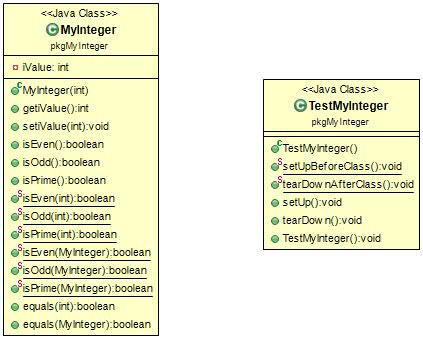 <<Java Class>>
MyInteger
pkgMyInteger
iValue: int
MyInteger(int)
getiValue():int
setiValue(int):void
isEven():boolean
isOdd():boolean
isPrime():boolean
isEven(int):boolean
isOdd(int):boolean
isPrime(int):boolean
isEven(MyInteger):boolean
isOdd(MyInteger):boolean
isPrime(MyInteger):boolean
equals(int):boolean
equals(MyInteger):boolean
<<Java Class>>
TestMyInteger
pkgMyInteger
TestMyInteger()
setUpBeforeClass():void
tearDownAfterClass():void
setUp():void
tearDown():void
TestMyInteger():void